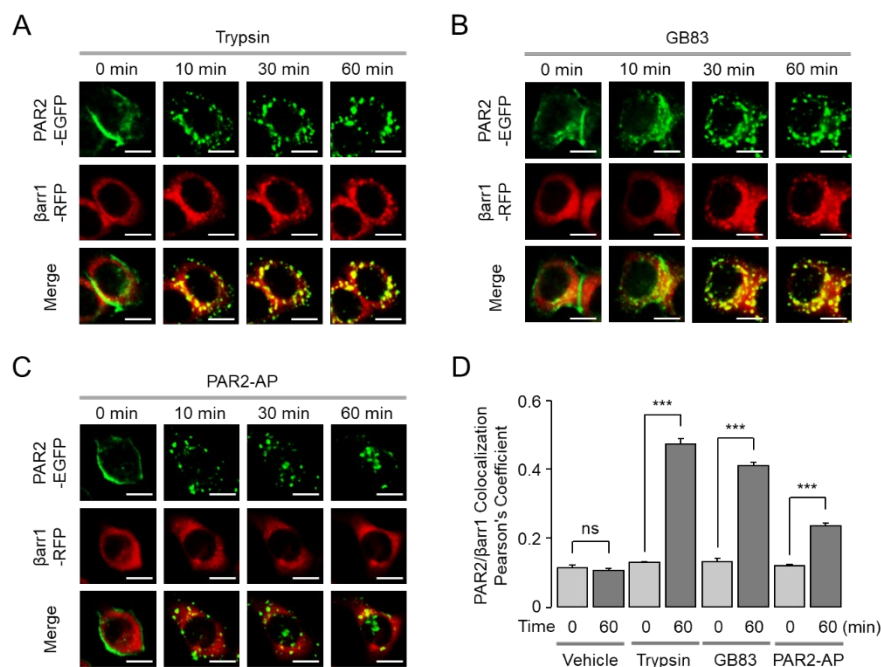 A
Trypsin
0 min 10 min 30 min 60 min
PAR2
-EGFP
βarr1
-RFP
Merge
B
GB83
0 min 10 min 30 min 60 min
PAR2
-EGFP
βarr1
-RFP
Merge
C
PAR2-AP
0 min 10 min 30 min 60 min
PAR2
-EGFP
βarr1
-RFP
Merge
D
PAR2/βarr1 Colocalization
Pearson's Coefficient
0.6
0.4
0.2
0
ns
***
***
***
Time 0 60 0 60 0 60 0 60 (min)
Vehicle Trypsin GB83 PAR2-AP